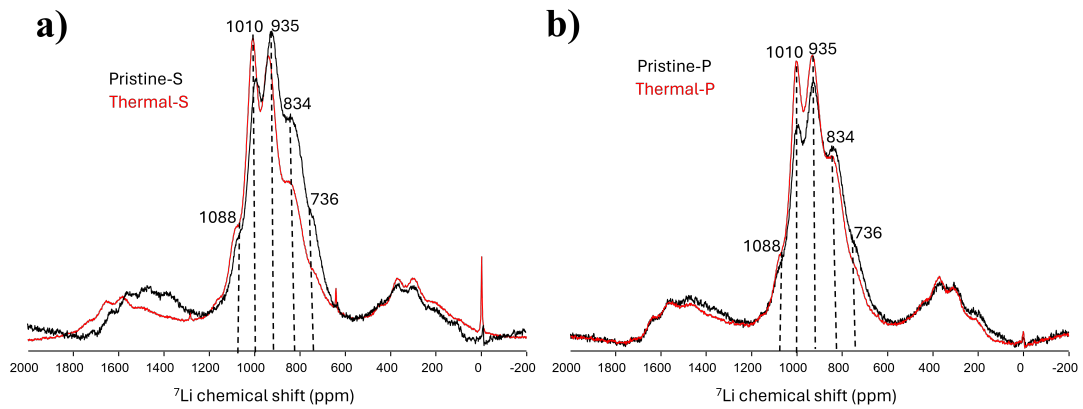 a)
1010 935
Pristine-S
Thermal-S
834
736
1088
2000 1800 1600 1400 1200 1000 800 600 400 200 0 -200
⁷Li chemical shift (ppm)
b)
1010 935
Pristine-P
Thermal-P
834
736
1088
2000 1800 1600 1400 1200 1000 800 600 400 200 0 -200
⁷Li chemical shift (ppm)